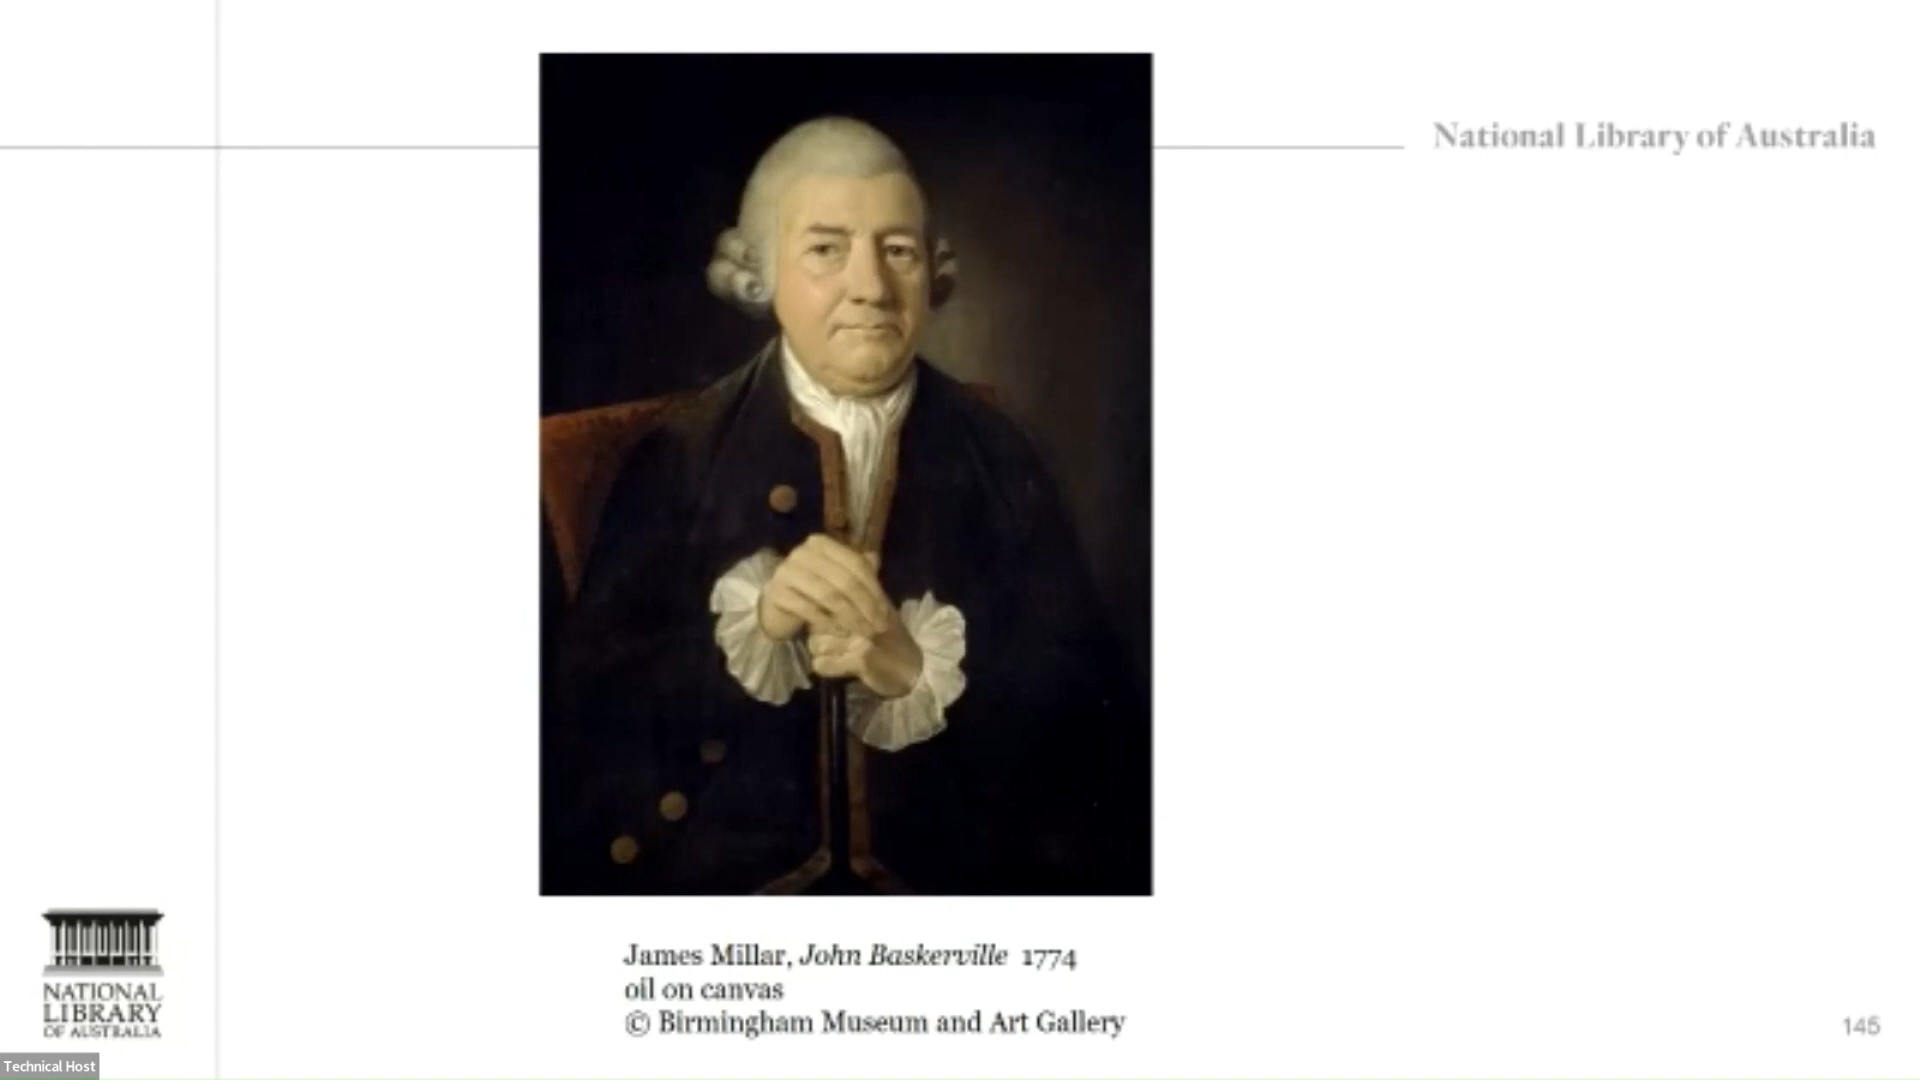 National Library of Australia
James Millar, John Baskerville 1774
oil on canvas
© Birmingham Museum and Art Gallery
NATIONAL
LIBRARY
OF AUSTRALIA
145
Technical Host